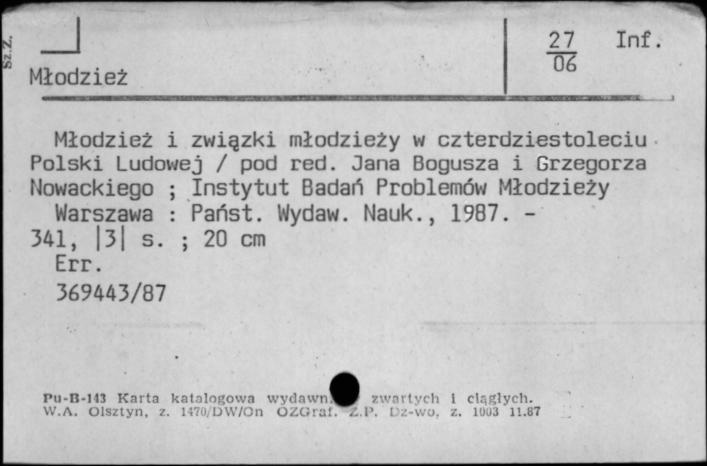 Sz.Z.
27 Inf.
06
Młodzież
Młodzież i związki młodzieży w czterdziestoleciu
Polski Ludowej / pod red. Jana Bogusza i Grzegorza
Nowackiego ; Instytut Badań Problemów Młodzieży
Warszawa : Państ. Wydaw. Nauk., 1987. -
341, |3| s. ; 20 cm
Err.
369443/87
Pu-B-143 Karta katalogowa wydawn. zwartych i ciągłych.
W.A. Olsztyn, z. 1470/DW/On OZGraf. Z.P. Dz-wo, z. 1003 11.87